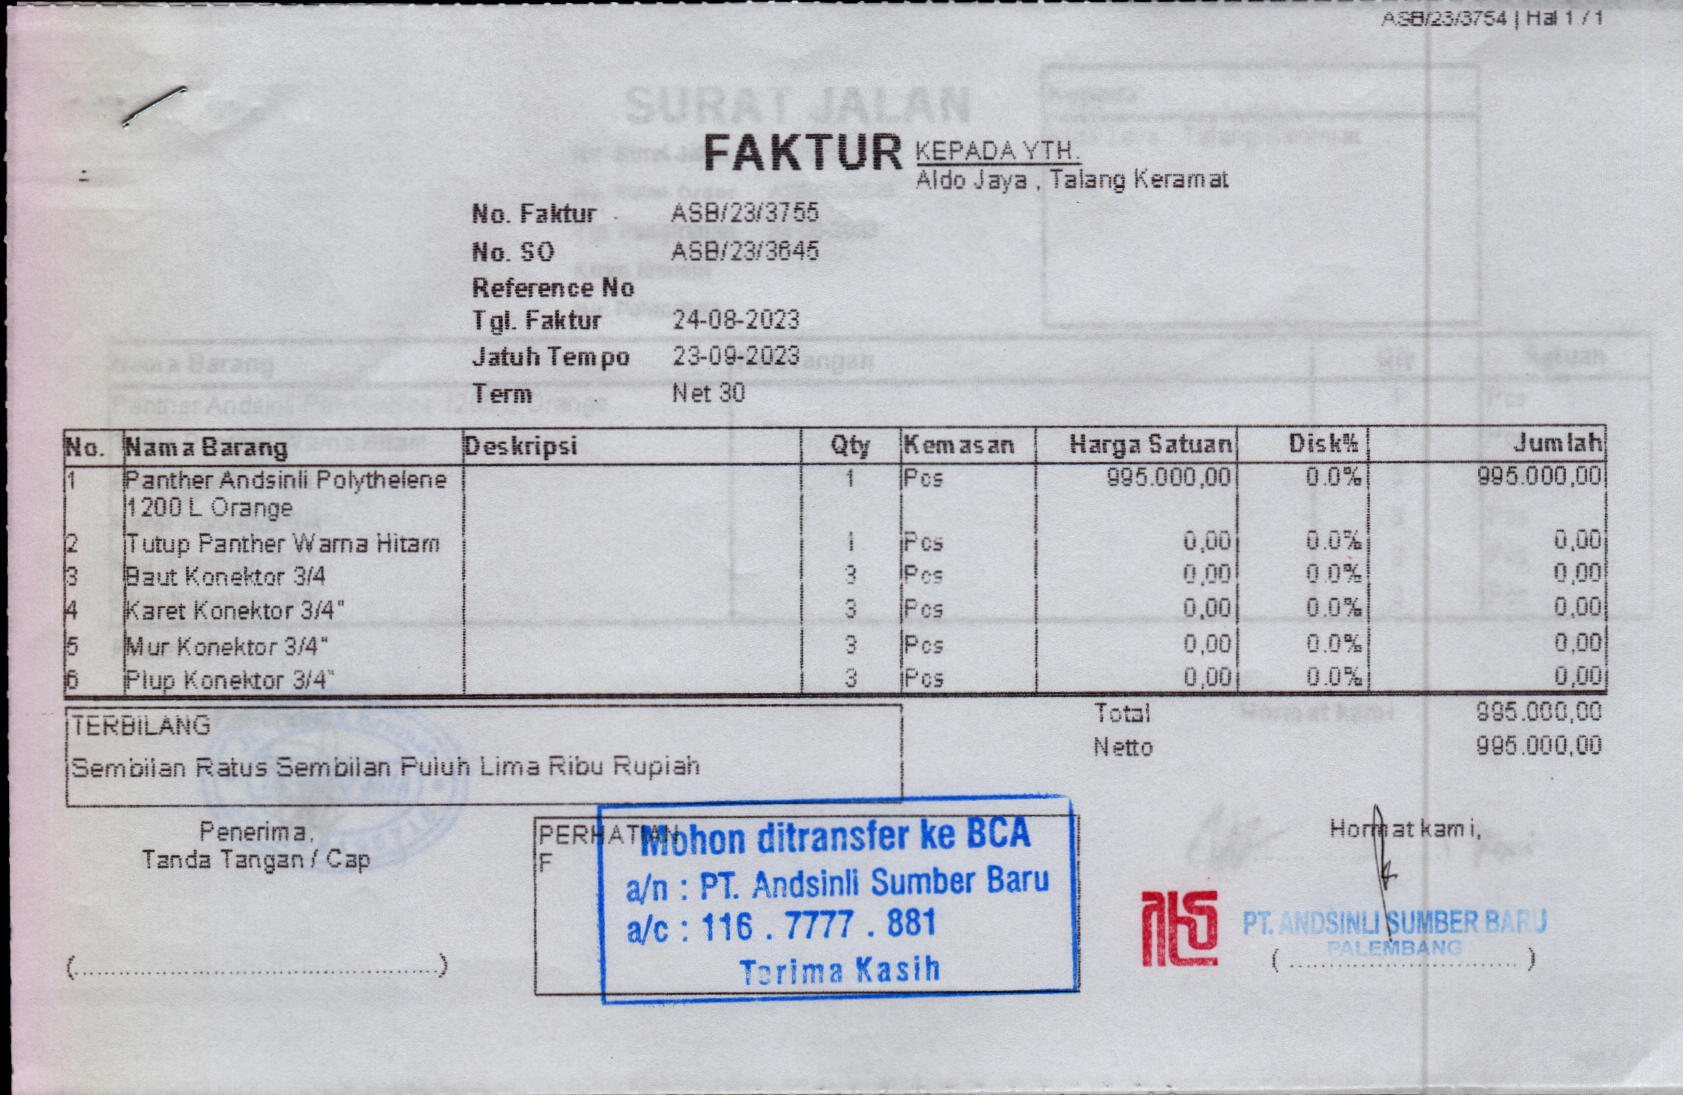 ASB/23/3754 | Hal 1 / 1
SURAT JALAN
FAKTUR
KEPADA YTH.
Aldo Jaya , Talang Keramat
No. Faktur ASB/23/3755
No. SO ASB/23/3645
Reference No
Tgl. Faktur 24-08-2023
Jatuh Tempo 23-09-2023
Term Net 30
No. Nama Barang Deskripsi Qty Kemasan Harga Satuan Disk% Jumlah
1 Panther Andsinli Polythelene 1 Pcs 995.000,00 0.0% 995.000,00
1200 L Orange
2 Tutup Panther Warna Hitam 1 Pcs 0,00 0.0% 0,00
3 Baut Konektor 3/4 3 Pcs 0,00 0.0% 0,00
4 Karet Konektor 3/4" 3 Pcs 0,00 0.0% 0,00
5 Mur Konektor 3/4" 3 Pcs 0,00 0.0% 0,00
6 Plup Konektor 3/4" 3 Pcs 0,00 0.0% 0,00
Total 995.000,00
Netto 995.000,00
TERBILANG
Sembilan Ratus Sembilan Puluh Lima Ribu Rupiah
Penerima,
Tanda Tangan / Cap
(........................................)
PERHATIAN
F
Mohon ditransfer ke BCA
a/n : PT. Andsinli Sumber Baru
a/c : 116 . 7777 . 881
Terima Kasih
Hormat kami,
PT. ANDSINLI SUMBER BARU
PALEMBANG
( ............................ )